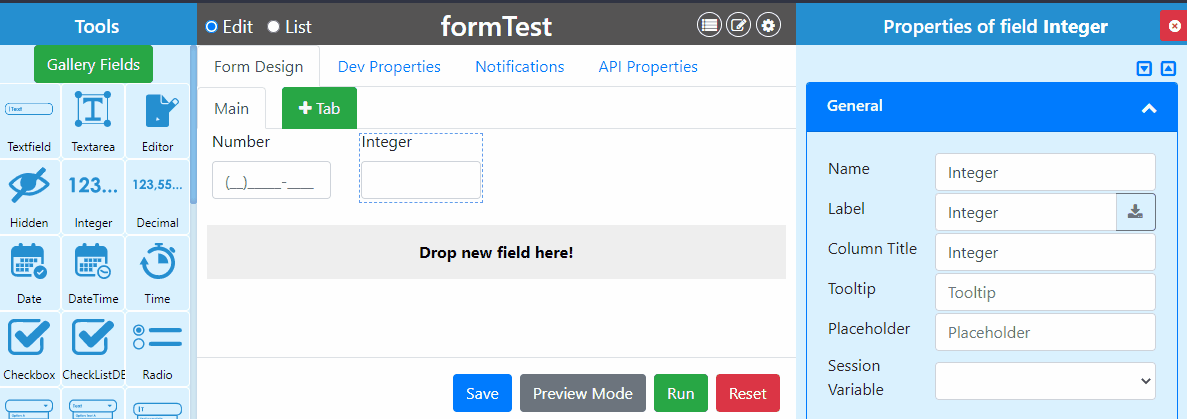 Tools
Gallery Fields
Text
Textfield
T
Textarea
Editor
Hidden
123...
Integer
123,55...
Decimal
Date
DateTime
Time
Checkbox
CheckListDB
Radio
Text
IT
Edit List
formTest
Form Design Dev Properties Notifications API Properties
Main + Tab
Number Integer
(__)_____-____
Drop new field here!
Save Preview Mode Run Reset
Properties of field Integer
General
Name Integer
Label Integer
Column Title Integer
Tooltip Tooltip
Placeholder Placeholder
Session
Variable